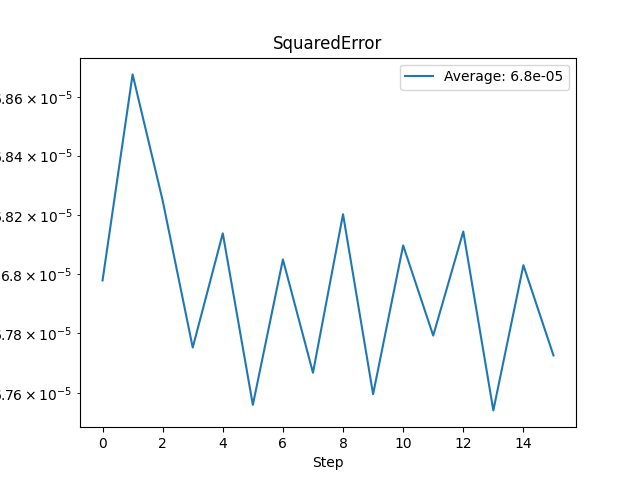 SquaredError
Average: 6.8e-05
6.86 × 10⁻⁵
6.84 × 10⁻⁵
6.82 × 10⁻⁵
6.8 × 10⁻⁵
6.78 × 10⁻⁵
6.76 × 10⁻⁵
0 2 4 6 8 10 12 14
Step